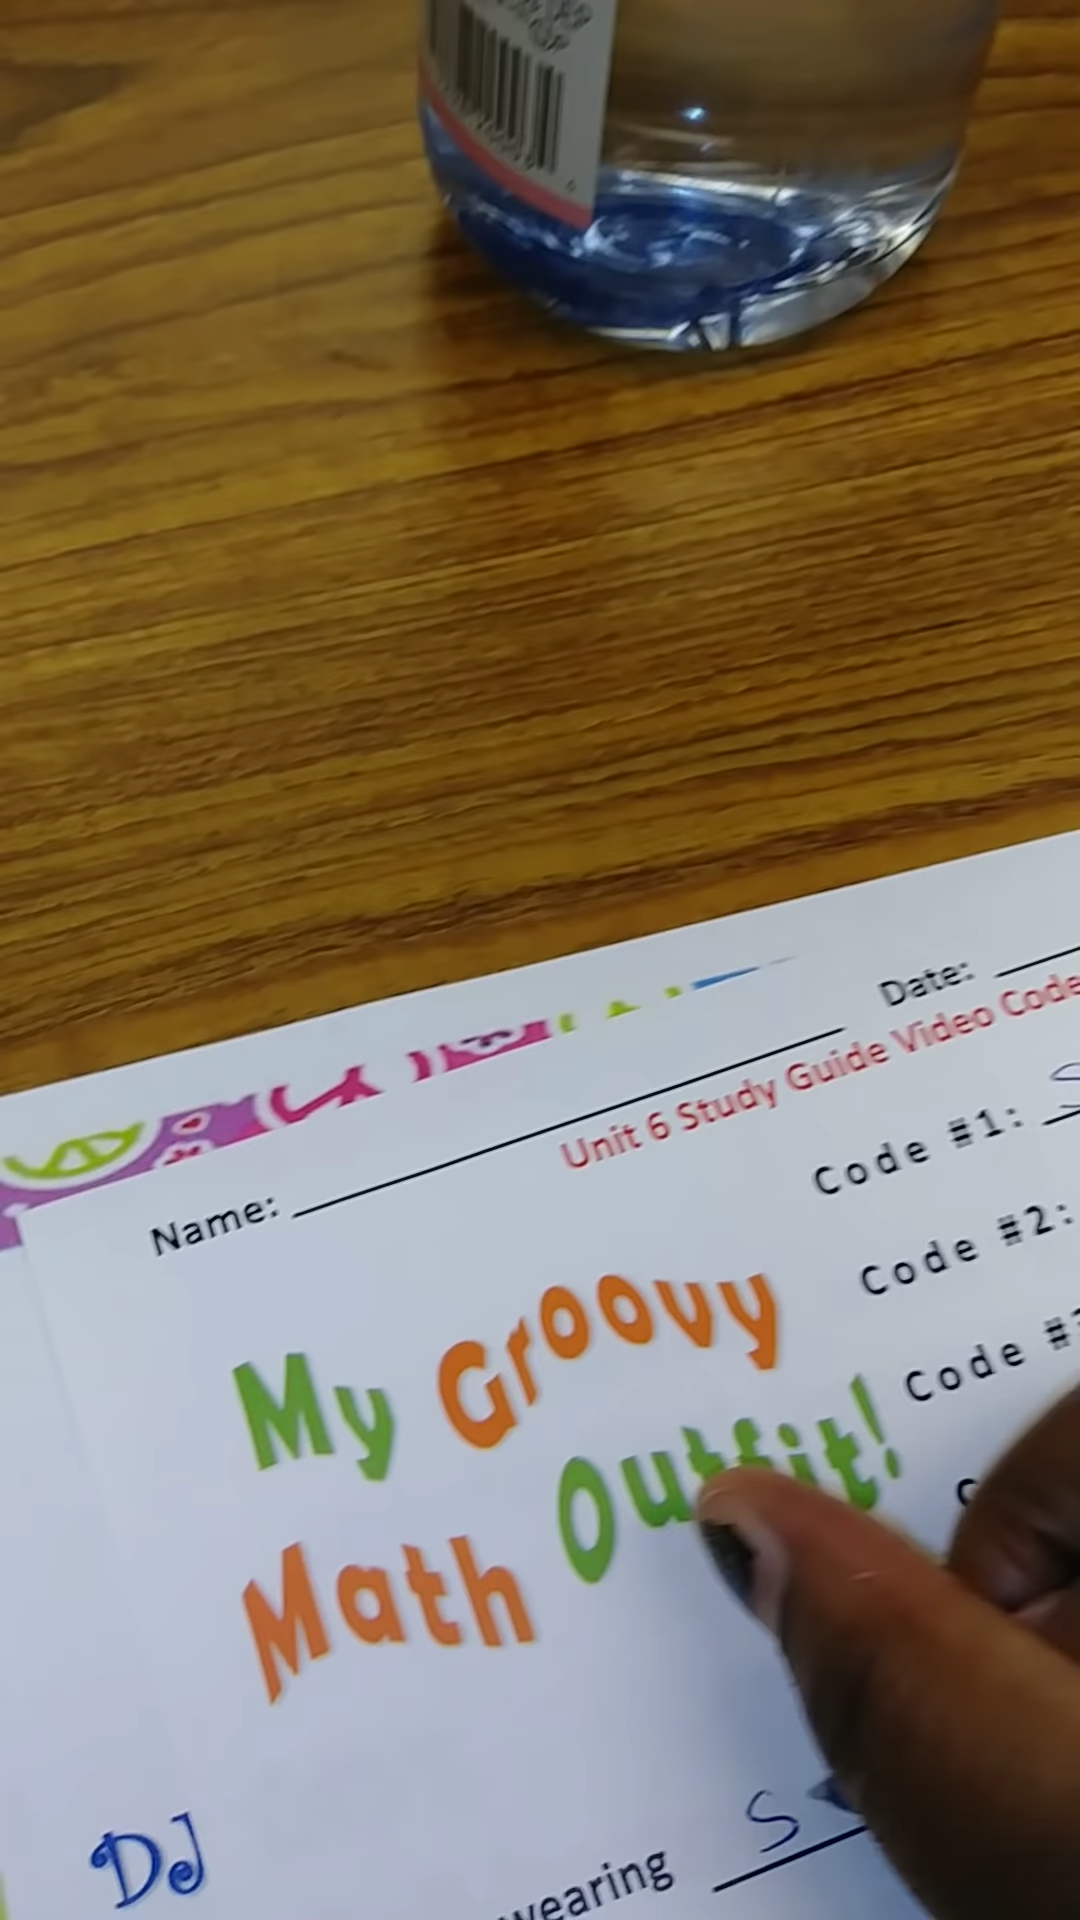 Name: Date:
Unit 6 Study Guide Video Code
Code #1: S
Code #2:
Code #
My Groovy
Math Outfit!
DJ
wearing S